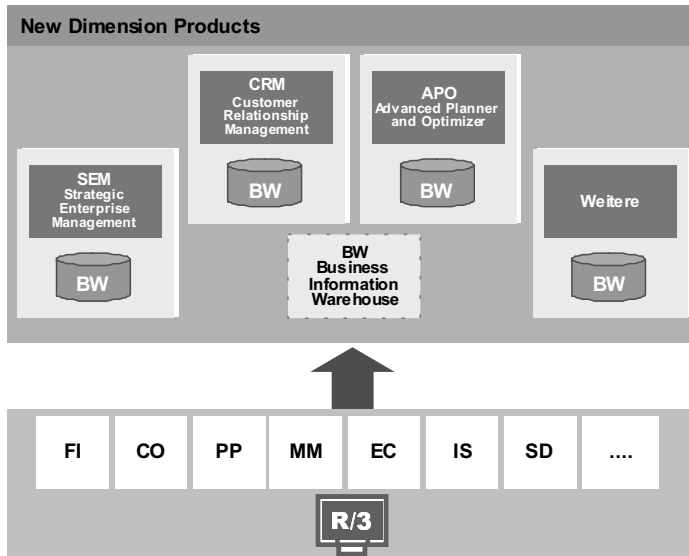 New Dimension Products
CRM
Customer
Relationship
Management
BW
APO
Advanced Planner
and Optimizer
BW
SEM
Strategic
Enterprise
Management
BW
Weitere
BW
BW
Business
Information
Warehouse
FI
CO
PP
MM
EC
IS
SD
....
R/3